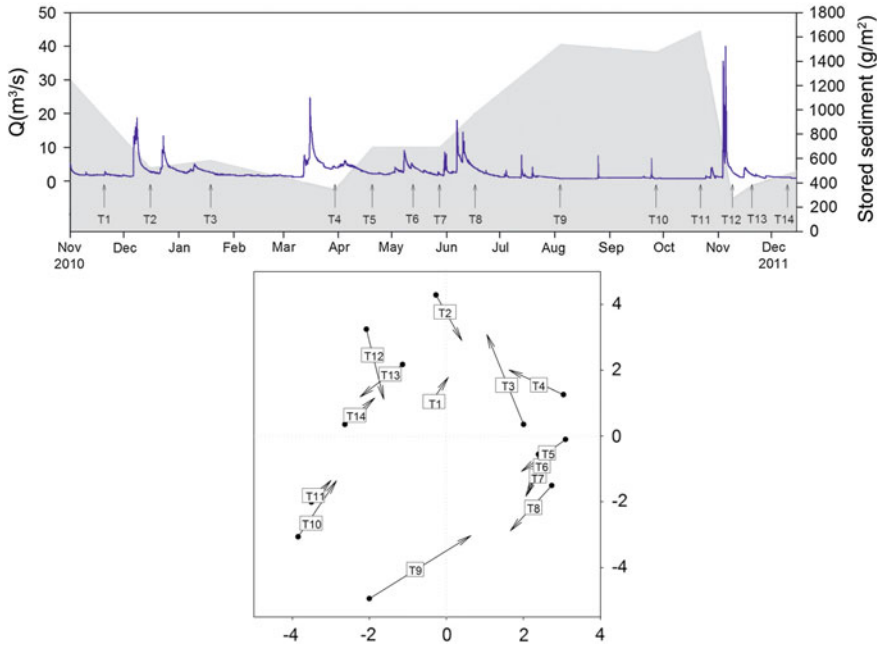 50
40
30
20
10
0
Q(m³/s)
1800
1600
1400
1200
1000
800
600
400
200
0
Stored sediment (g/m²)
T1 T2 T3 T4 T5 T6 T7 T8 T9 T10 T11 T12 T13 T14
Nov Dec Jan Feb Mar Apr May Jun Jul Aug Sep Oct Nov Dec
2010 2011
T2
T12
T13
T14
T1
T3
T4
T5
T6
T7
T8
T11
T10
T9
4
2
0
-2
-4
-4 -2 0 2 4